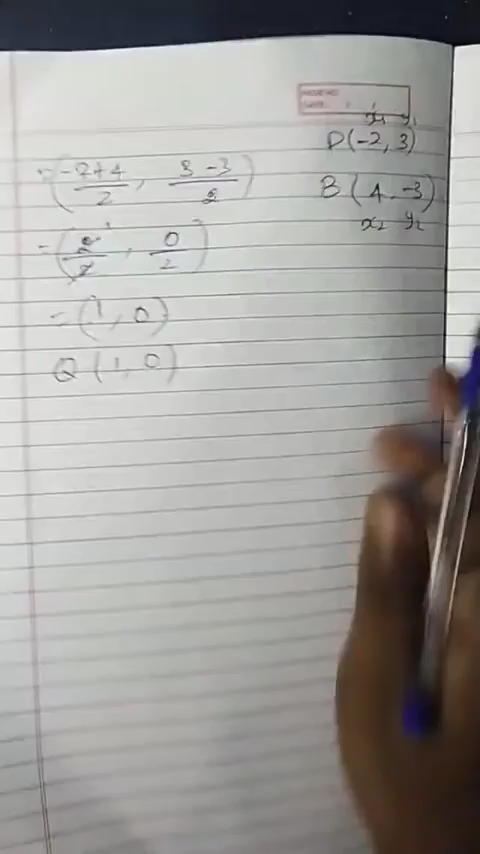 x₁ y₁
D(-2, 3)
= (-2+4/2, 3-3/2)
B (4, -3)
x₂ y₂
= (2/2 1, 0/2)
= (1, 0)
Q (1, 0)